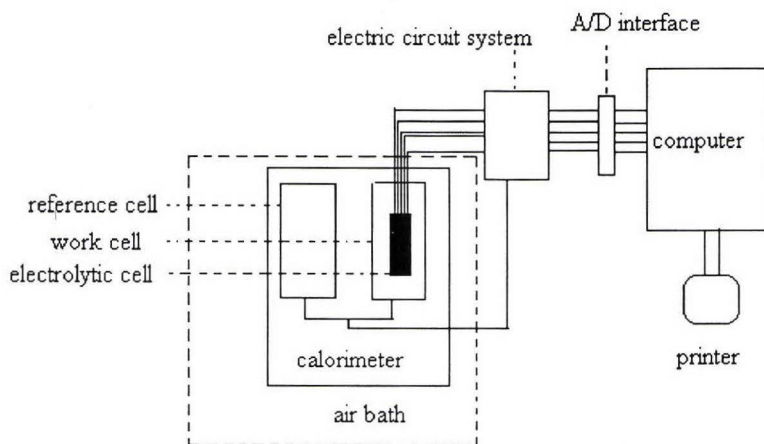 A/D interface
electric circuit system
computer
reference cell
work cell
electrolytic cell
calorimeter
printer
air bath